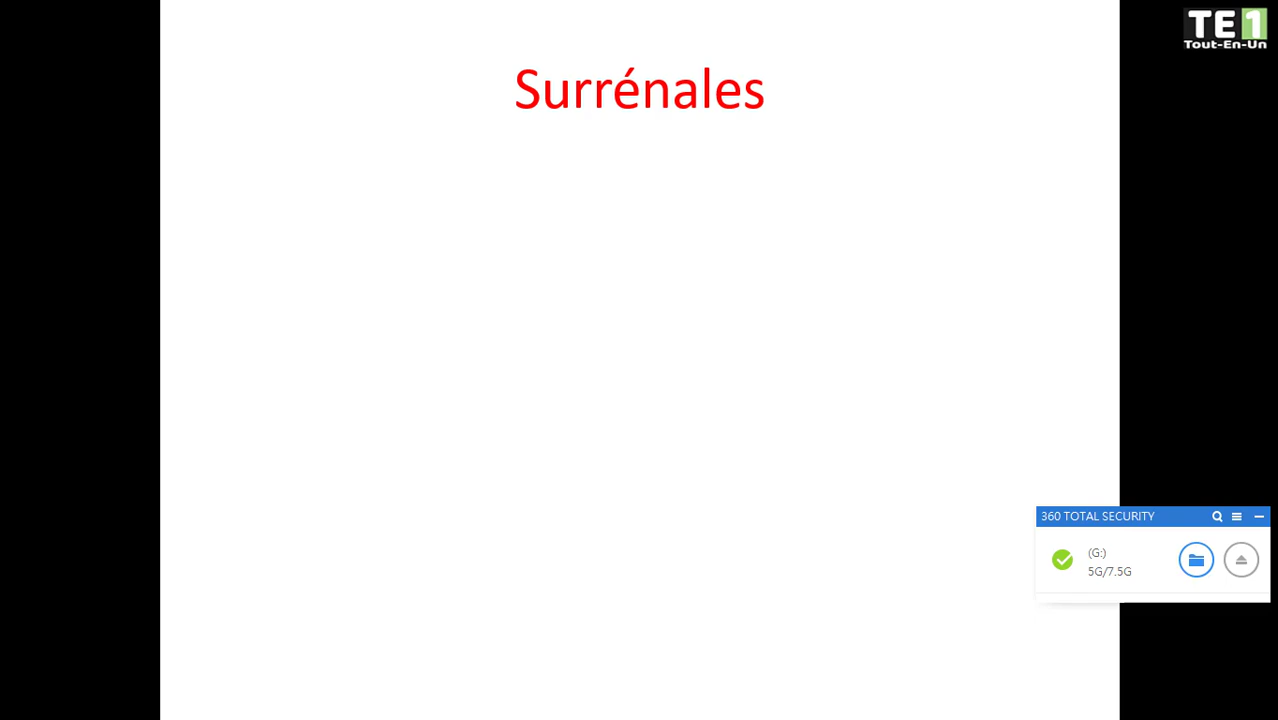 TE1
Tout-En-Un
Surrénales
360 TOTAL SECURITY
(G:)
5G/7.5G